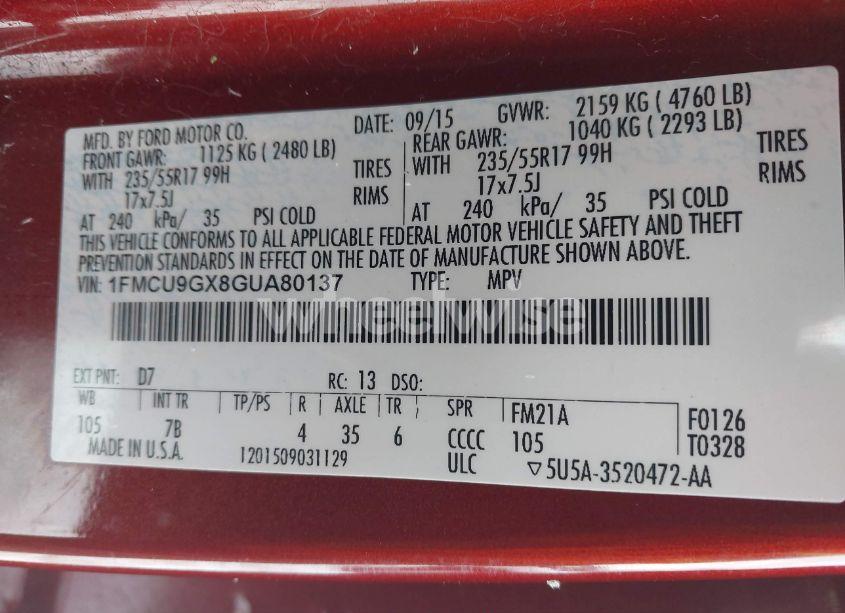 MFD. BY FORD MOTOR CO. DATE: 09/15 GVWR: 2159 KG ( 4760 LB)
FRONT GAWR: 1125 KG ( 2480 LB) REAR GAWR: 1040 KG ( 2293 LB)
WITH 235/55R17 99H TIRES WITH 235/55R17 99H TIRES
17x7.5J RIMS 17x7.5J RIMS
AT 240 kPa/ 35 PSI COLD AT 240 kPa/ 35 PSI COLD
THIS VEHICLE CONFORMS TO ALL APPLICABLE FEDERAL MOTOR VEHICLE SAFETY AND THEFT
PREVENTION STANDARDS IN EFFECT ON THE DATE OF MANUFACTURE SHOWN ABOVE.
VIN: 1FMCU9GX8GUA80137 TYPE: MPV
wheelwise
EXT PNT: D7 RC: 13 DSO:
WB INT TR TP/PS R AXLE TR SPR FM21A F0126
105 7B 4 35 6 CCCC 105 T0328
MADE IN U.S.A. 1201509031129 ULC ▽5U5A-3520472-AA